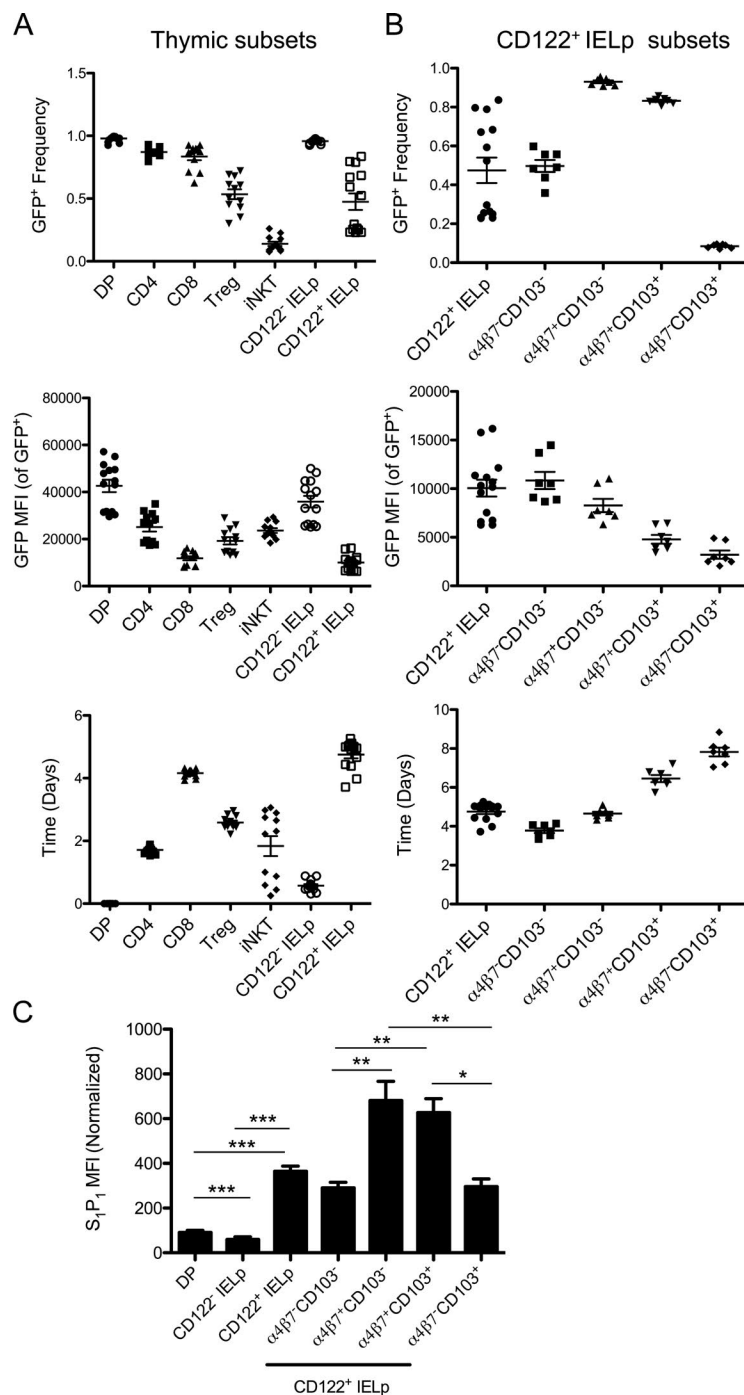 A
Thymic subsets
GFP⁺ Frequency
1.5
1.0
0.5
0.0
DP
CD4
CD8
Treg
iNKT
CD122⁻ IELp
CD122⁺ IELp
B
CD122⁺ IELp subsets
GFP⁺ Frequency
1.0
0.8
0.6
0.4
0.2
0.0
CD122⁺ IELp
α4β7⁻CD103⁻
α4β7⁺CD103⁻
α4β7⁺CD103⁺
α4β7⁻CD103⁺
GFP MFI (of GFP⁺)
80000
60000
40000
20000
0
DP
CD4
CD8
Treg
iNKT
CD122⁻ IELp
CD122⁺ IELp
GFP MFI (of GFP⁺)
20000
15000
10000
5000
0
CD122⁺ IELp
α4β7⁻CD103⁻
α4β7⁺CD103⁻
α4β7⁺CD103⁺
α4β7⁻CD103⁺
Time (Days)
6
4
2
0
DP
CD4
CD8
Treg
iNKT
CD122⁻ IELp
CD122⁺ IELp
Time (Days)
10
8
6
4
2
0
CD122⁺ IELp
α4β7⁻CD103⁻
α4β7⁺CD103⁻
α4β7⁺CD103⁺
α4β7⁻CD103⁺
C
S₁P₁ MFI (Normalized)
1000
800
600
400
200
0
***
***
***
**
**
**
*
DP
CD122⁻ IELp
CD122⁺ IELp
α4β7⁻CD103⁻
α4β7⁺CD103⁻
α4β7⁺CD103⁺
α4β7⁻CD103⁺
CD122⁺ IELp